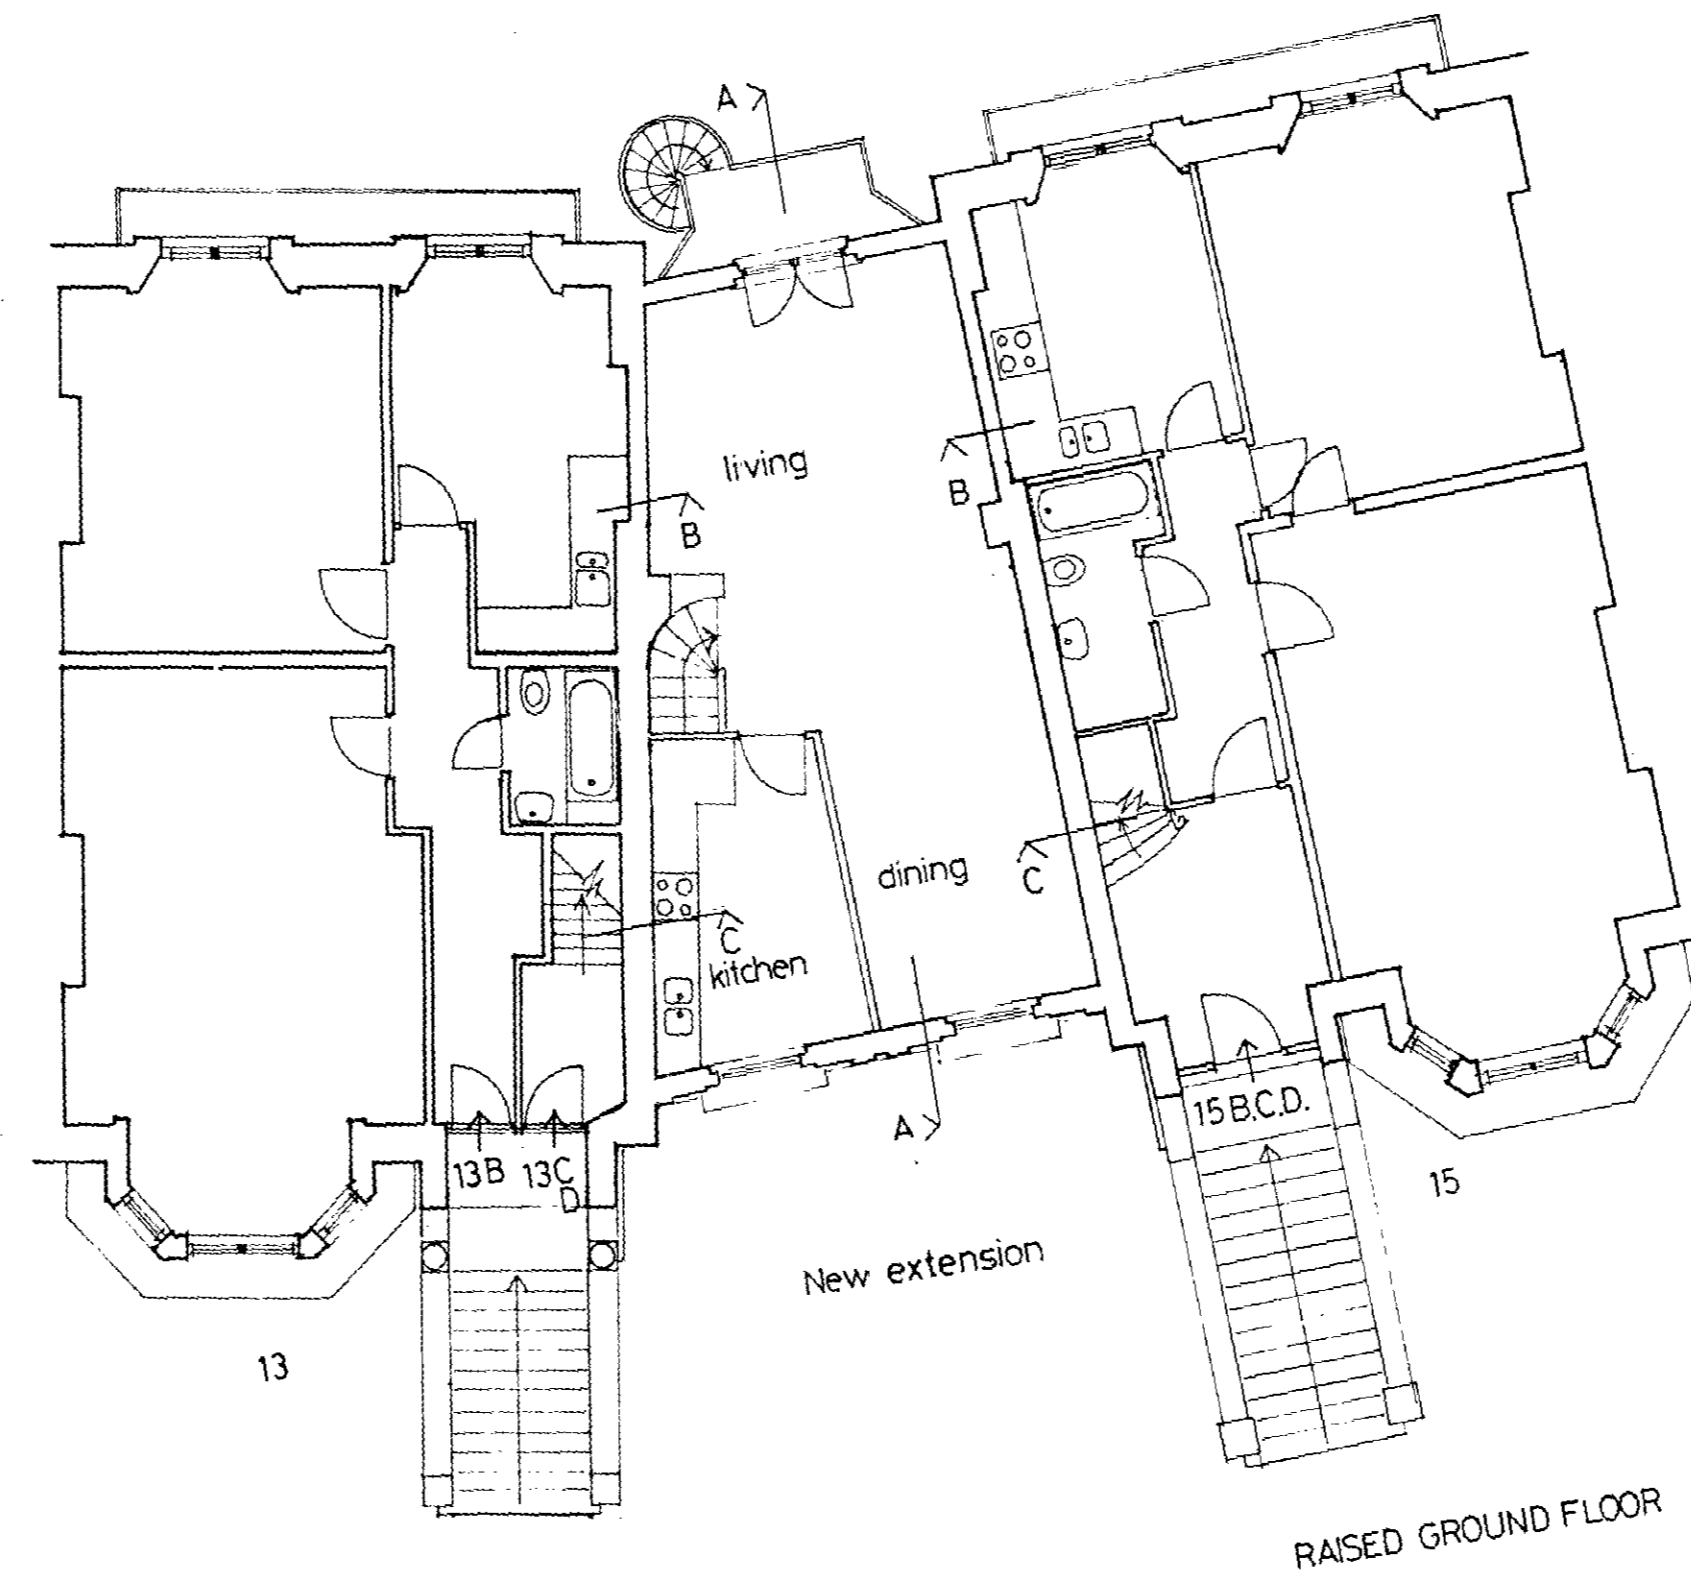 A
living
B
B
dining
C
C
kitchen
A
15 B.C.D.
13B
13C
D
15
New extension
13
RAISED GROUND FLOOR